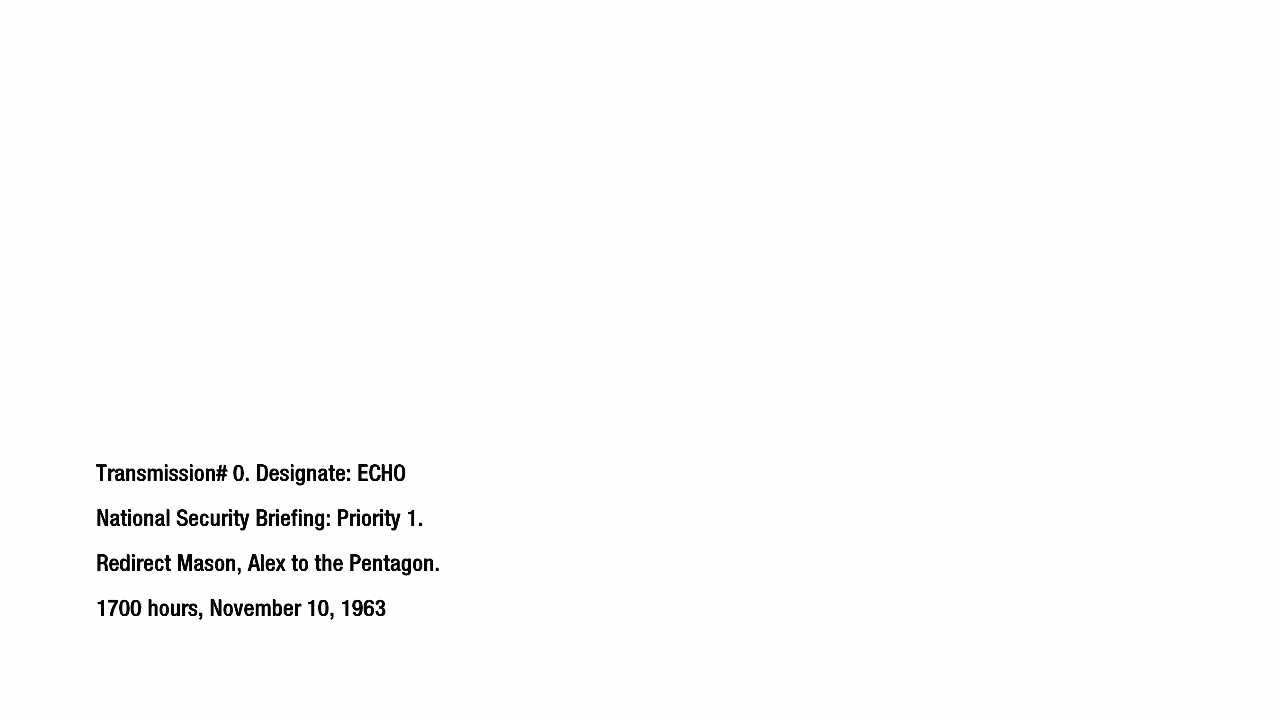 Transmission# 0. Designate: ECHO
National Security Briefing: Priority 1.
Redirect Mason, Alex to the Pentagon.
1700 hours, November 10, 1963